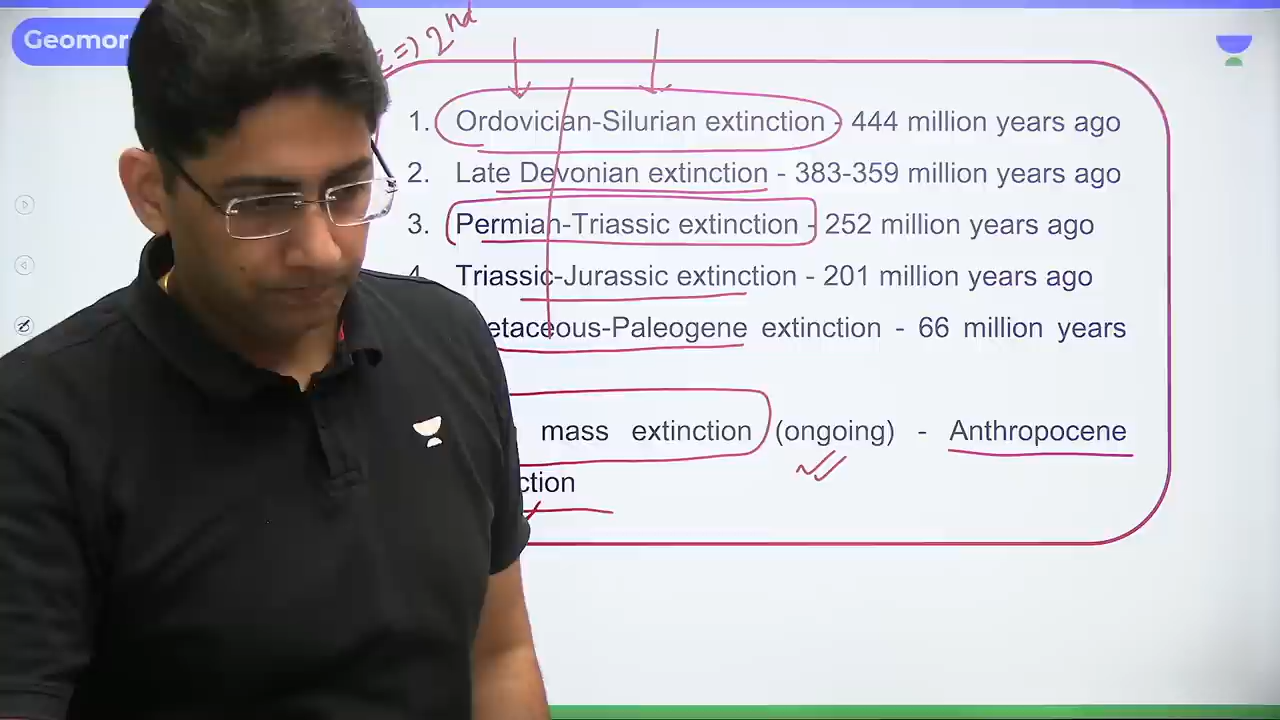 Geomor
=) 2nd
1. Ordovician-Silurian extinction - 444 million years ago
2. Late Devonian extinction - 383-359 million years ago
3. Permian-Triassic extinction - 252 million years ago
4. Triassic-Jurassic extinction - 201 million years ago
etaceous-Paleogene extinction - 66 million years
mass extinction (ongoing) - Anthropocene
ction